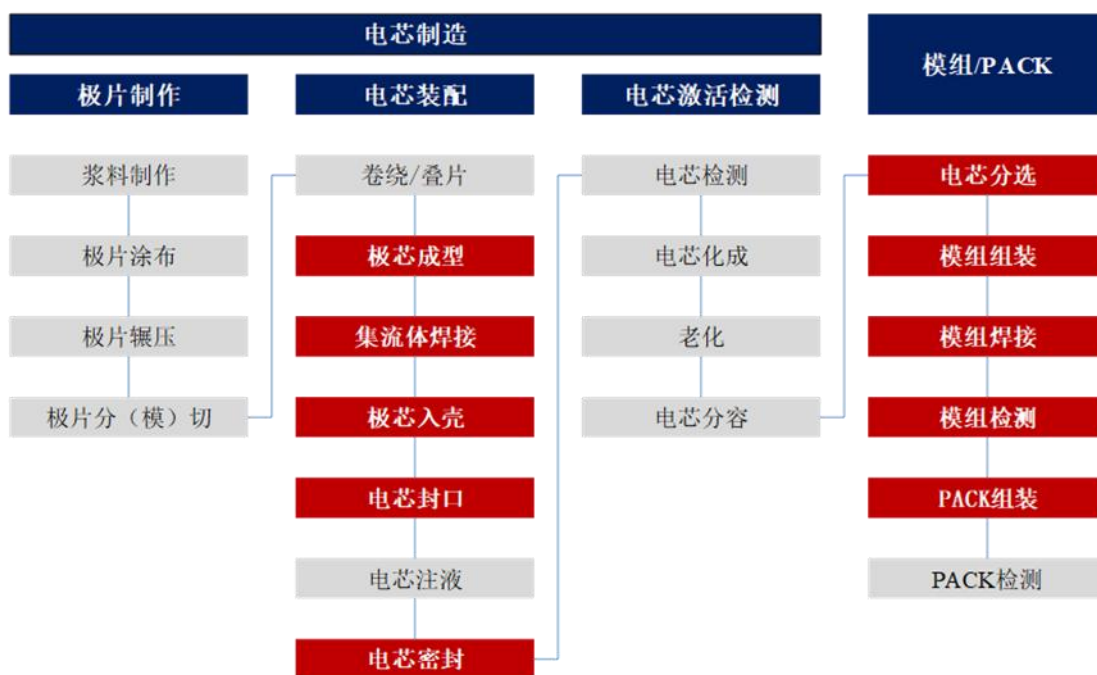 电芯制造
模组/PACK
极片制作
电芯装配
电芯激活检测
浆料制作
极片涂布
极片辗压
极片分（模）切
卷绕/叠片
极芯成型
集流体焊接
极芯入壳
电芯封口
电芯注液
电芯密封
电芯检测
电芯化成
老化
电芯分容
电芯分选
模组组装
模组焊接
模组检测
PACK组装
PACK检测